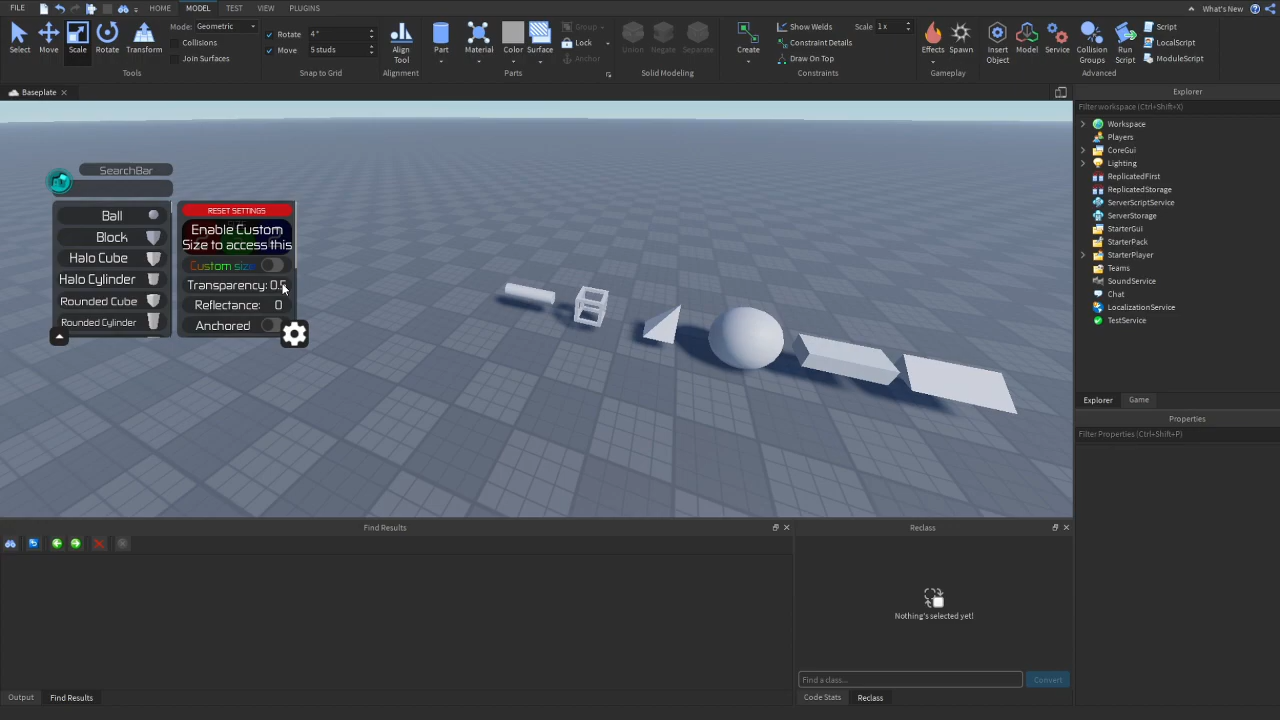 FILE HOME MODEL TEST VIEW PLUGINS What's New
Mode: Geometric
Collisions
Join Surfaces
Rotate 4°
Move 5 studs
Group
Lock
Anchor
Show Welds Scale 1 x
Constraint Details
Draw On Top
Script
LocalScript
ModuleScript
Select Move Scale Rotate Transform
Align Tool
Part Material Color Surface
Union Negate Separate
Create
Effects Spawn
Insert Object
Model Service
Collision Groups
Run Script
Tools Snap to Grid Alignment Parts Solid Modeling Constraints Gameplay Advanced
Baseplate
SearchBar
Ball
Block
Halo Cube
Halo Cylinder
Rounded Cube
Rounded Cylinder
RESET SETTINGS
Enable Custom
Size to access this
Custom size
Transparency: 0.5
Reflectance: 0
Anchored
Explorer
Filter workspace (Ctrl+Shift+X)
Workspace
Players
CoreGui
Lighting
ReplicatedFirst
ReplicatedStorage
ServerScriptService
ServerStorage
StarterGui
StarterPack
StarterPlayer
Teams
SoundService
Chat
LocalizationService
TestService
Explorer Game
Properties
Filter Properties (Ctrl+Shift+P)
Find Results
Reclass
Nothing's selected yet!
Find a class...
Convert
Output Find Results
Code Stats Reclass